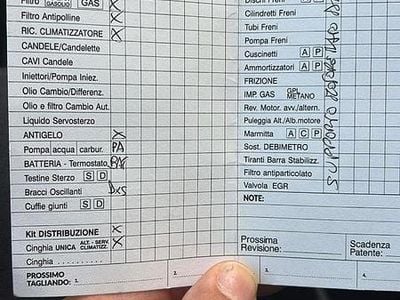 Filtro GASOLIO GAS X
Filtro Antipolline
RIC. CLIMATIZZATORE X
CANDELE/Candelette
CAVI Candele
Iniettori/Pompa Iniez.
Olio Cambio/Differenz.
Olio e filtro Cambio Aut.
Liquido Servosterzo
ANTIGELO X
Pompa acqua carbur. PA
BATTERIA - Termostato
Testine Sterzo S D
Bracci Oscillanti DxS
Cuffie giunti S D
Kit DISTRIBUZIONE X
Cinghia UNICA ALT. - SERV. CLIMATIZZ. X
Cinghia
PROSSIMO
TAGLIANDO: 1. 2. 3. 4.
Dischi Freni
Cilindretti Freni
Tubi Freni
Pompa Freni
Cuscinetti A P
Ammortizzatori A P
FRIZIONE
IMP. GAS GPL METANO
Rev. Motor. avv./altern.
Puleggia Alt./Alb.motore
Marmitta A C P
Sost. DEBIMETRO
Tiranti Barra Stabilizz.
Filtro antiparticolato
Valvola EGR
SUPPORTO
NOTE:
Prossima
Revisione:
Scadenza
Patente: